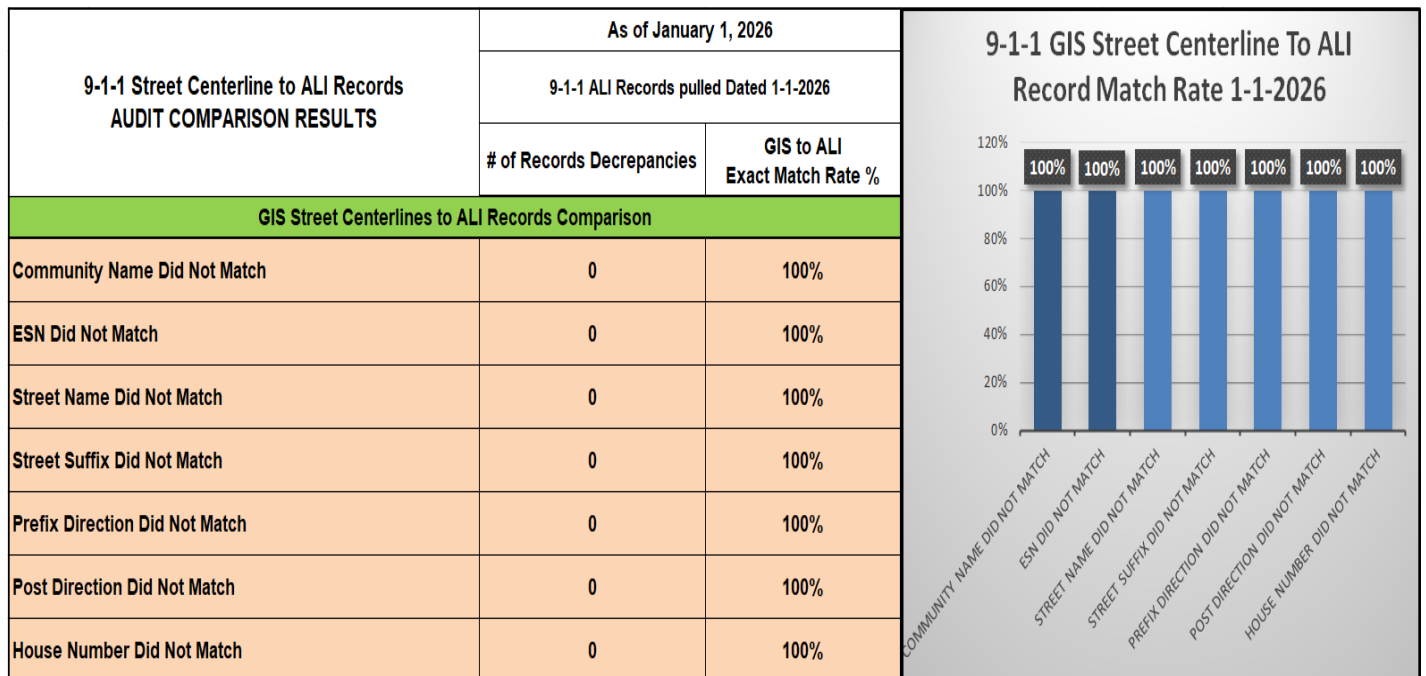 9-1-1 Street Centerline to ALI Records
AUDIT COMPARISON RESULTS
As of January 1, 2026
9-1-1 ALI Records pulled Dated 1-1-2026
# of Records Decrepancies
GIS to ALI
Exact Match Rate %
GIS Street Centerlines to ALI Records Comparison
Community Name Did Not Match 0 100%
ESN Did Not Match 0 100%
Street Name Did Not Match 0 100%
Street Suffix Did Not Match 0 100%
Prefix Direction Did Not Match 0 100%
Post Direction Did Not Match 0 100%
House Number Did Not Match 0 100%
9-1-1 GIS Street Centerline To ALI
Record Match Rate 1-1-2026
120%
100% 100% 100% 100% 100% 100% 100%
100%
80%
60%
40%
20%
0%
COMMUNITY NAME DID NOT MATCH
ESN DID NOT MATCH
STREET NAME DID NOT MATCH
STREET SUFFIX DID NOT MATCH
PREFIX DIRECTION DID NOT MATCH
POST DIRECTION DID NOT MATCH
HOUSE NUMBER DID NOT MATCH